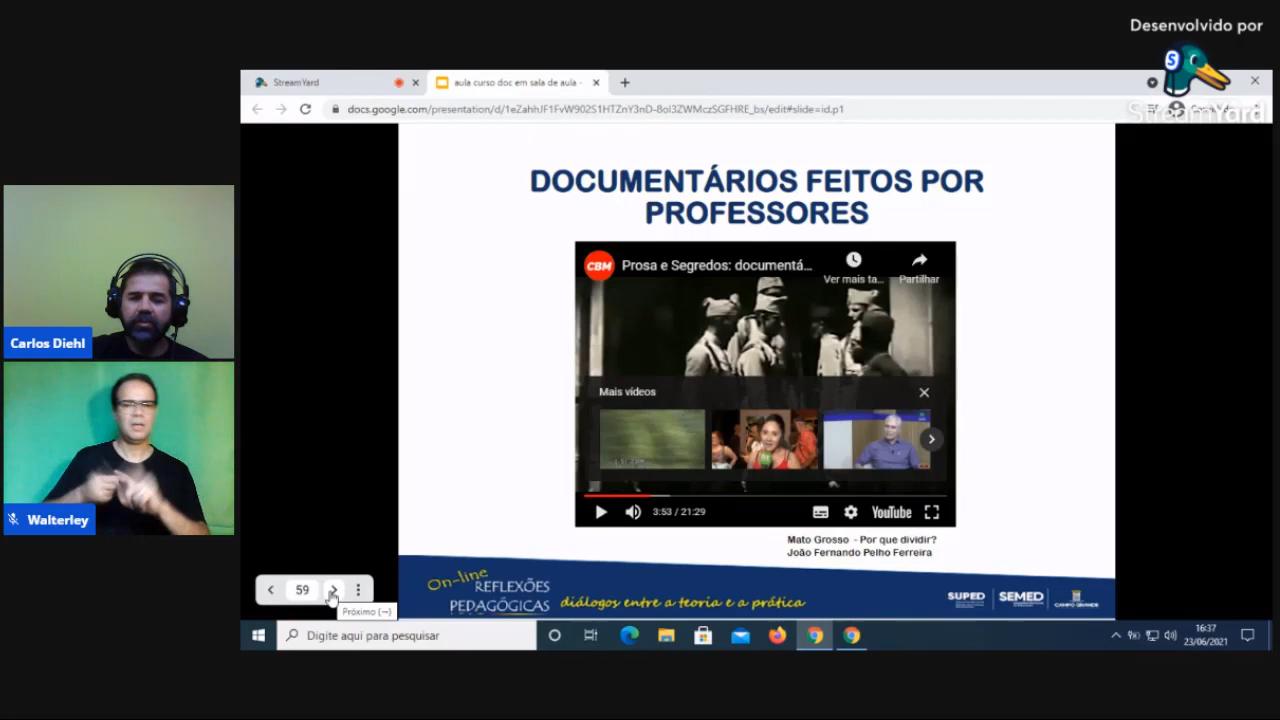 Desenvolvido por
StreamYard
StreamYard
aula curso doc em sala de aula -
docs.google.com/presentation/d/1eZahhJF1FvW902S1HTZnY3nD-8oI3ZWMczSGFHRE_bs/edit#slide=id.p1
DOCUMENTÁRIOS FEITOS POR
PROFESSORES
CBM
Prosa e Segredos: documentá...
Ver mais ta...
Partilhar
Mais vídeos
3:53 / 21:29
YouTube
Mato Grosso - Por que dividir?
João Fernando Pelho Ferreira
Carlos Diehl
Walterley
59
Próximo (→)
On-line REFLEXÕES
PEDAGÓGICAS
diálogos entre a teoria e a prática
SUPED
SEMED
CAMPO GRANDE
Digite aqui para pesquisar
16:37
23/06/2021